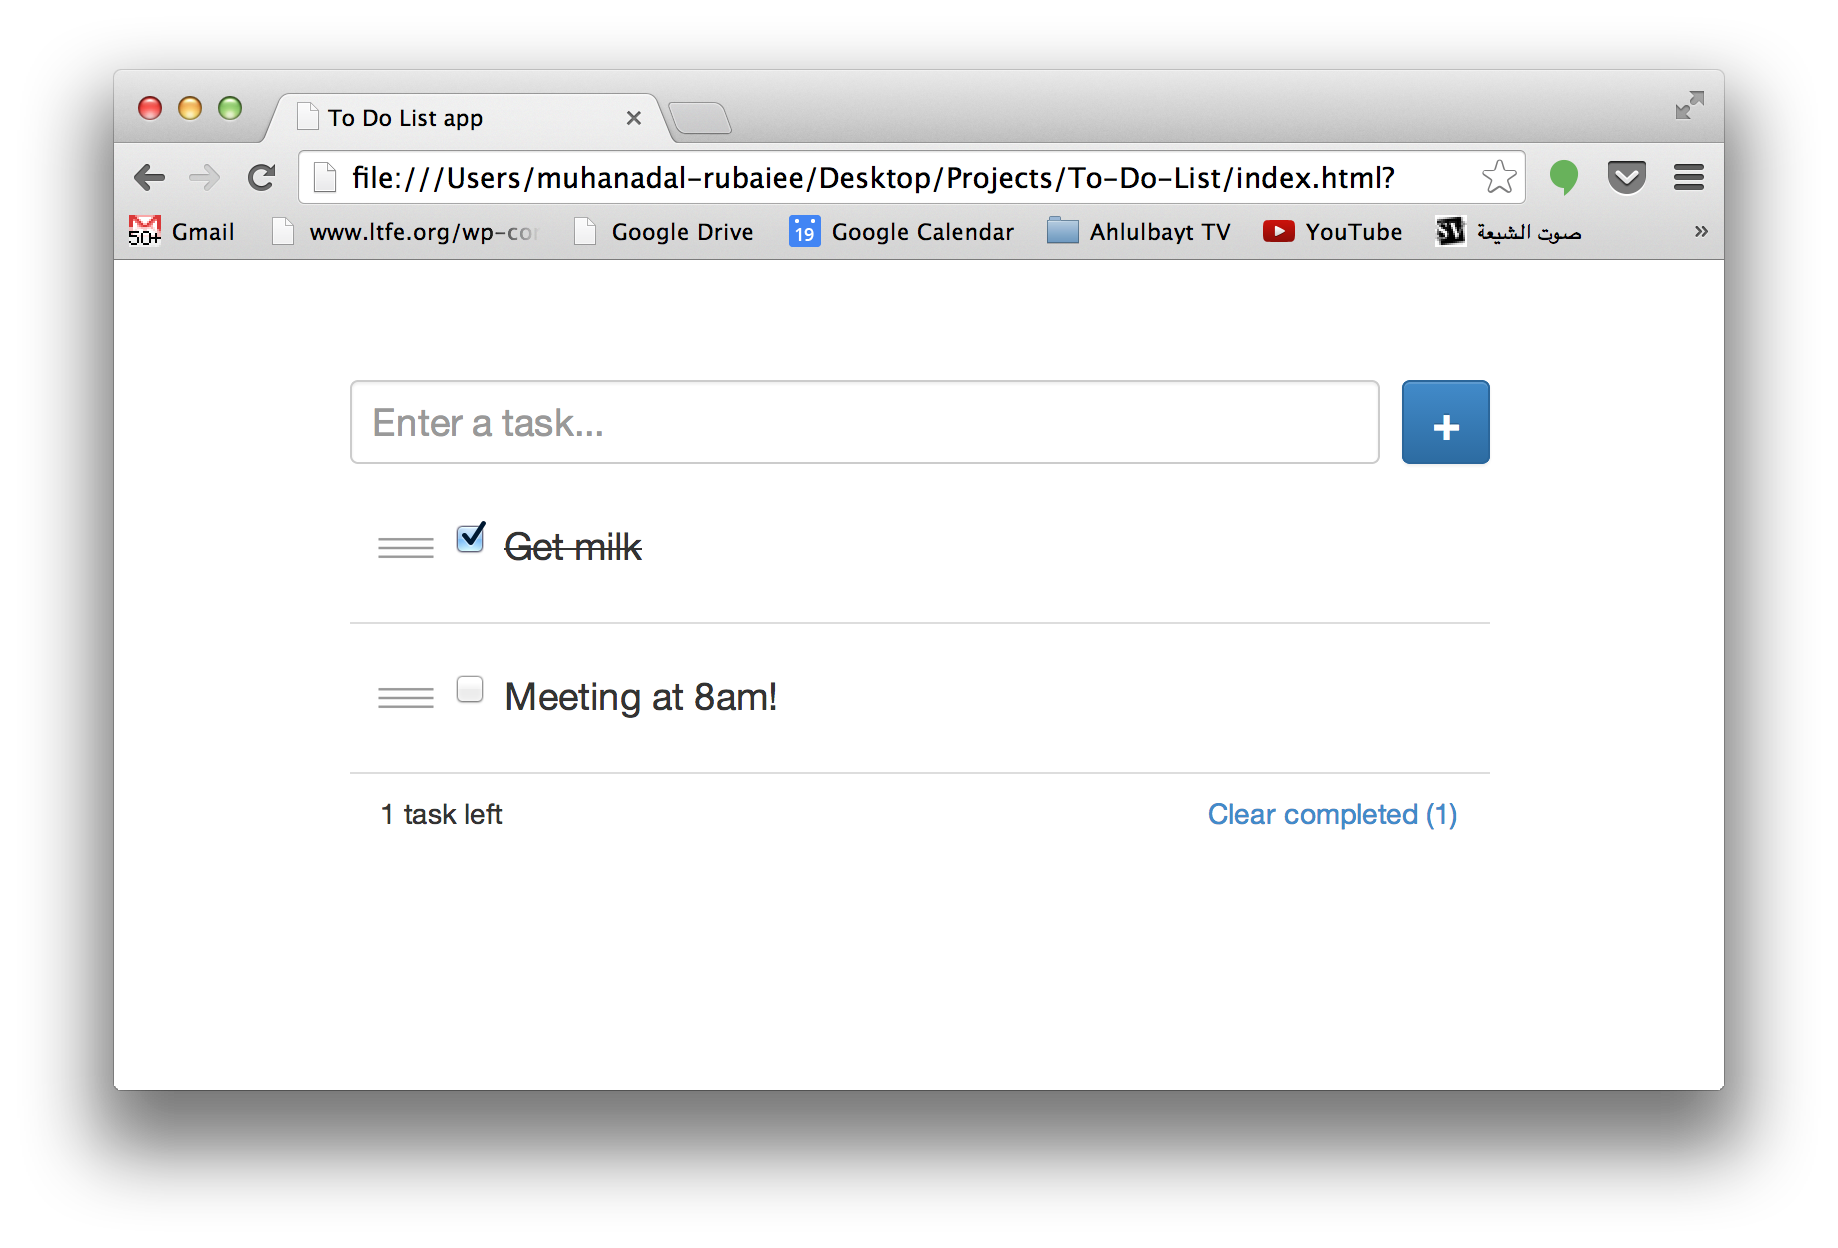 To Do List app
file:///Users/muhanadal-rubaiee/Desktop/Projects/To-Do-List/index.html?
50+ Gmail www.ltfe.org/wp-cor Google Drive 19 Google Calendar Ahlulbayt TV YouTube SV صوت الشيعة »
Enter a task...
+
Get milk
Meeting at 8am!
1 task left Clear completed (1)